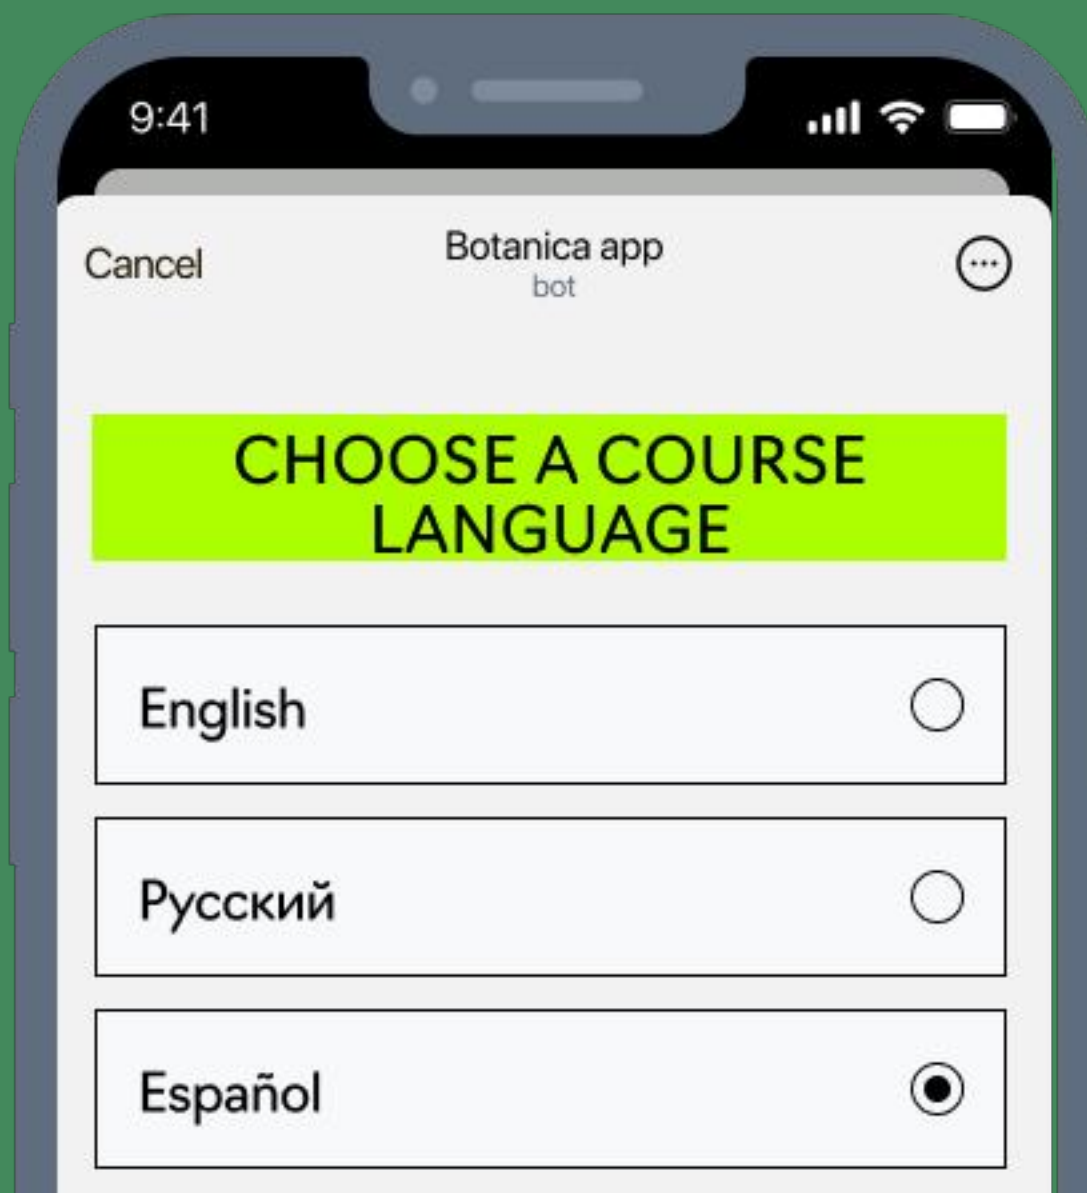 9:41
Cancel
Botanica app
bot
CHOOSE A COURSE
LANGUAGE
English
Русский
Español